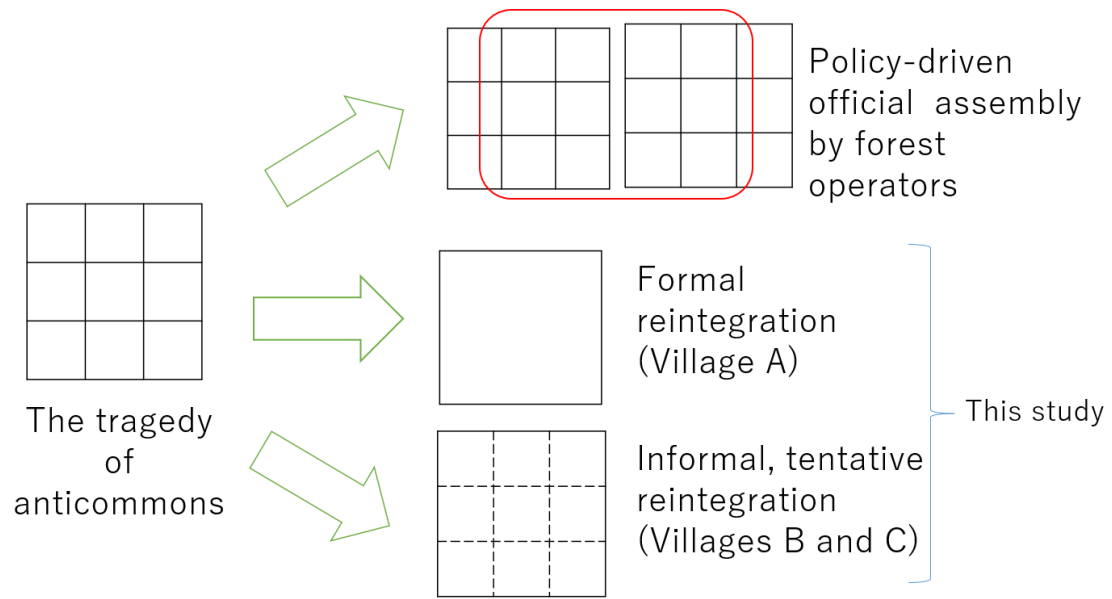 Policy-driven
official assembly
by forest
operators
The tragedy
of
anticommons
Formal
reintegration
(Village A)
This study
Informal, tentative
reintegration
(Villages B and C)